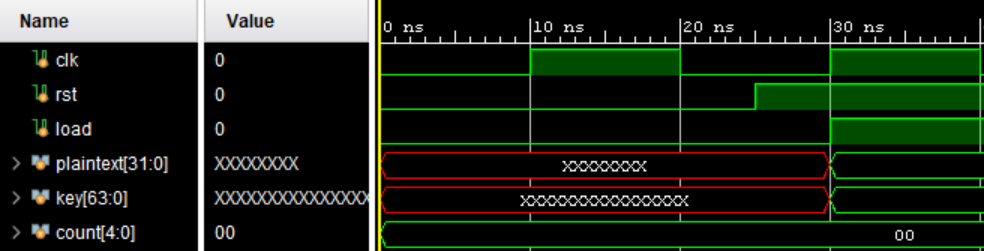 Name Value 0 ns 10 ns 20 ns 30 ns
clk 0
rst 0
load 0
plaintext[31:0] XXXXXXXX XXXXXXXX
key[63:0] XXXXXXXXXXXXXXX XXXXXXXXXXXXXXXX
count[4:0] 00 00